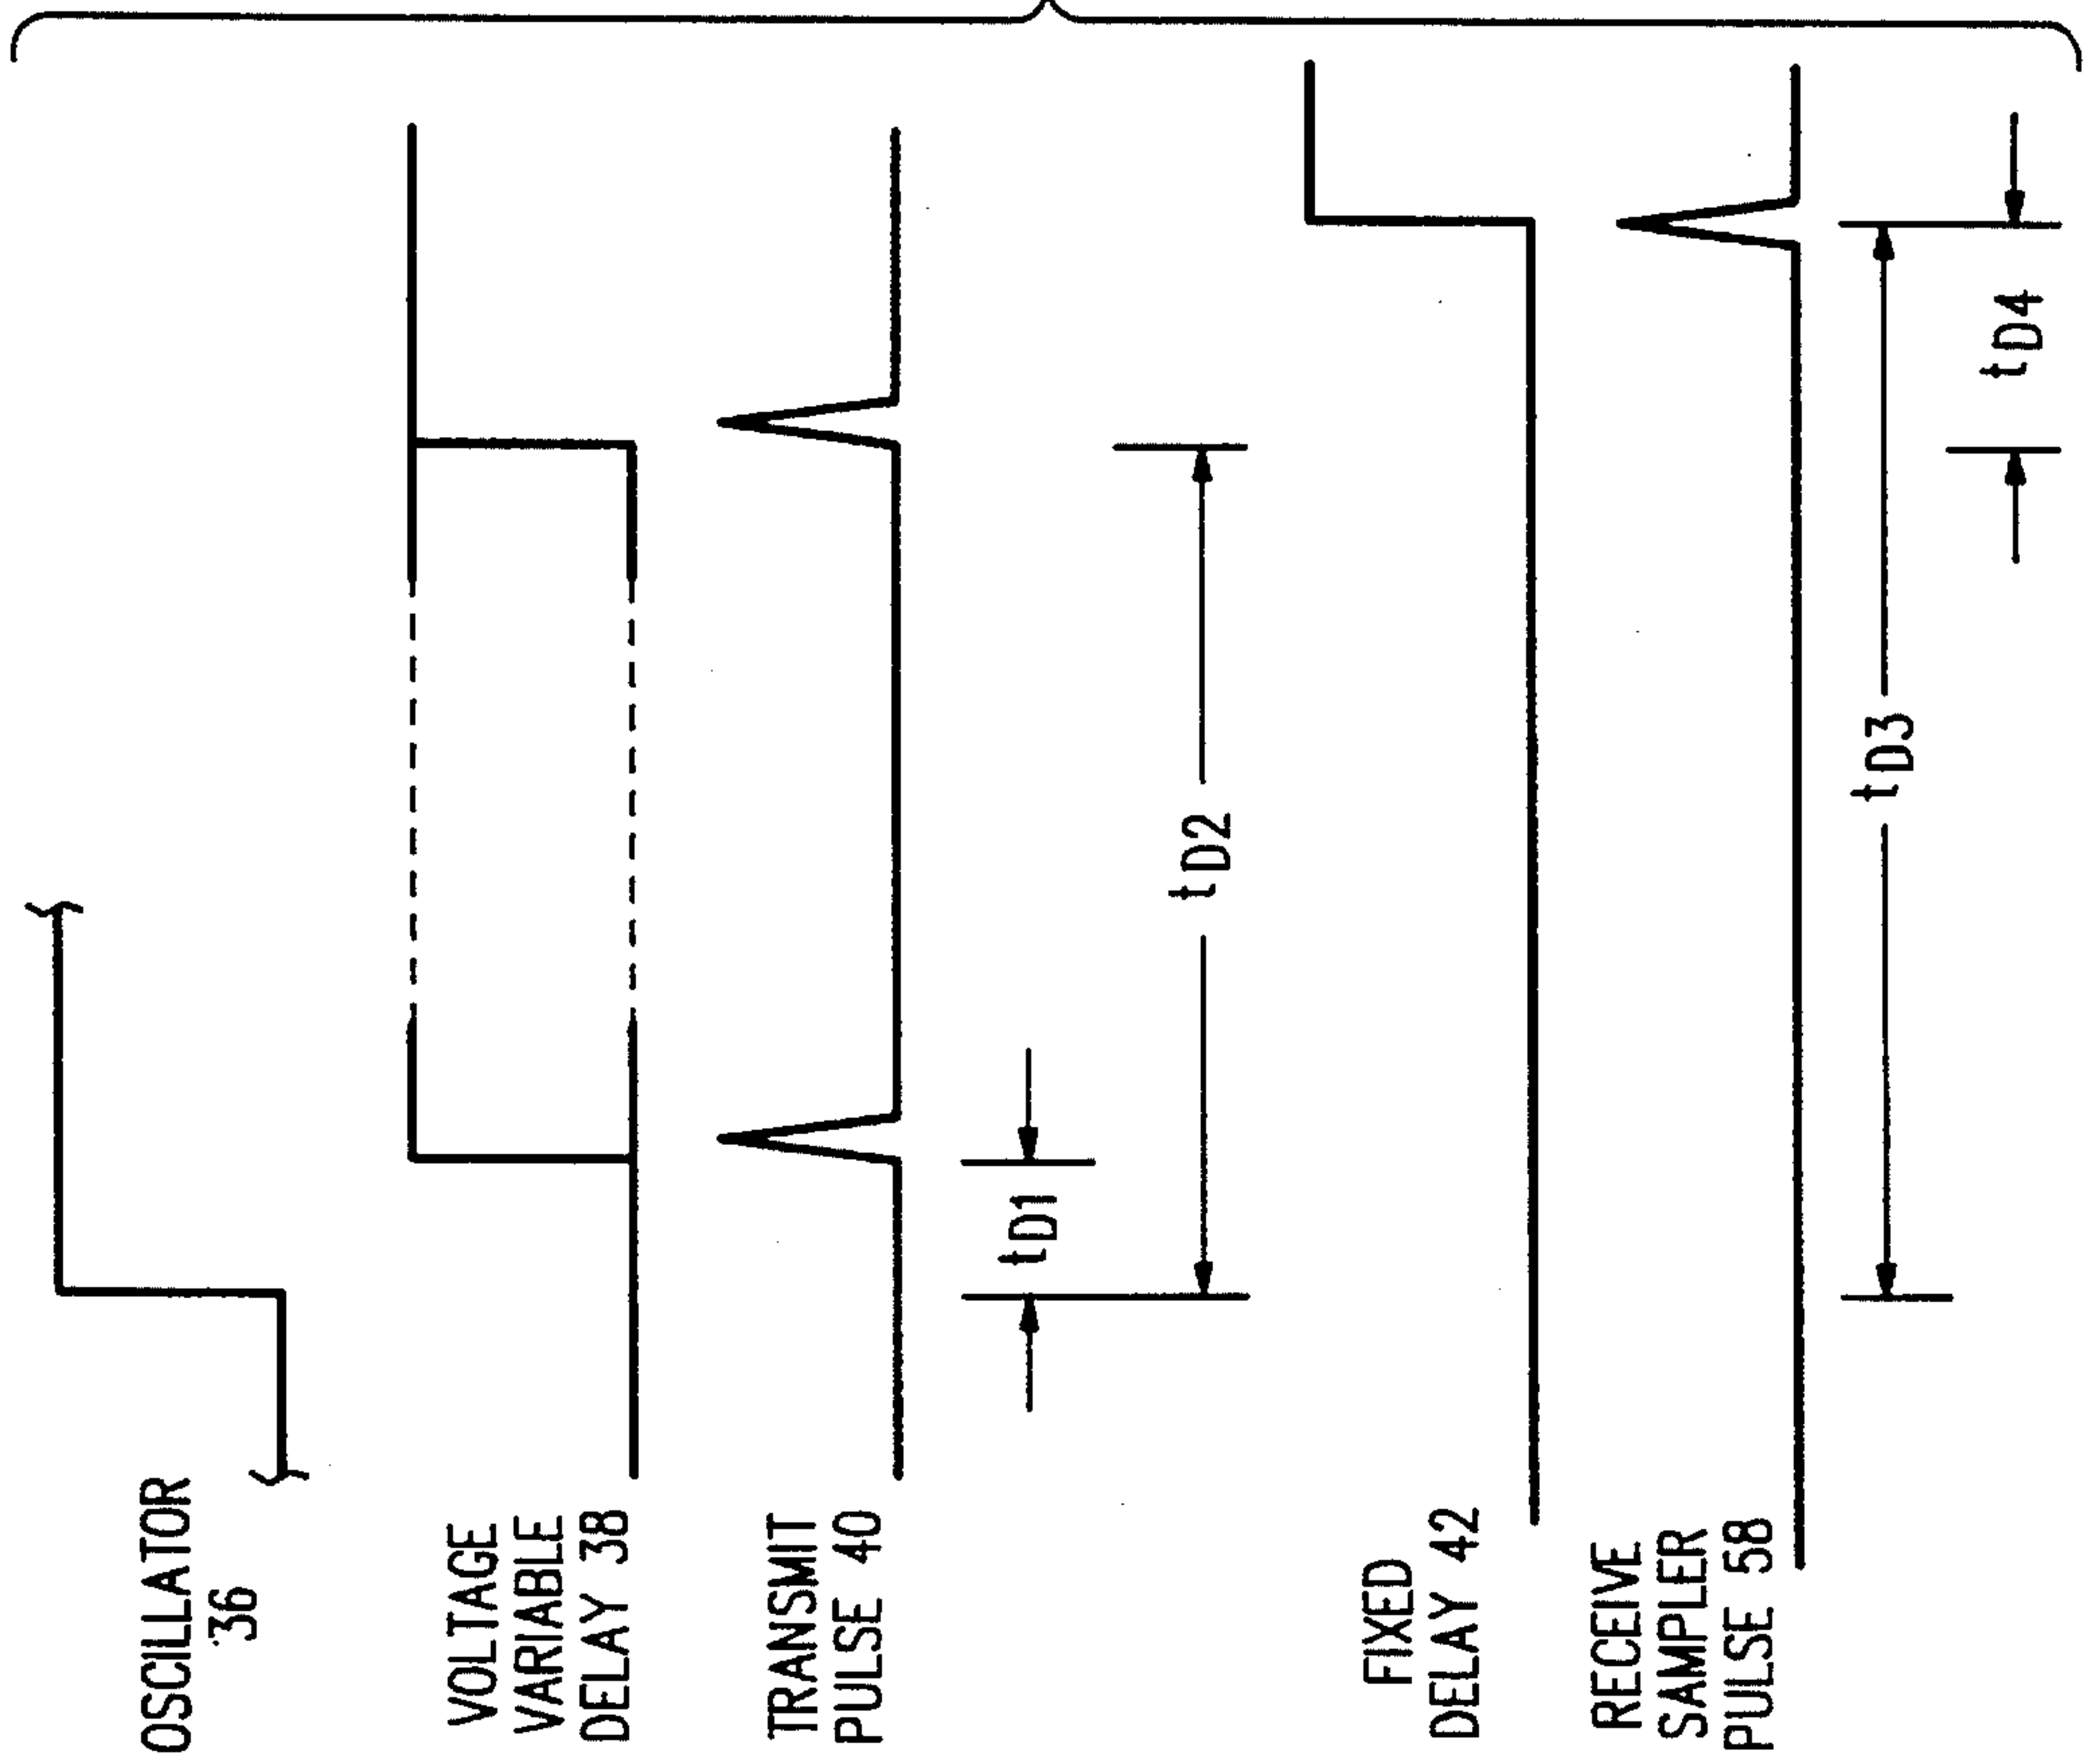 OSCILLATOR
36
VOLTAGE
VARIABLE
DELAY 38
TRANSMIT
PULSE 40
tD1
tD2
FIXED
DELAY 42
RECEIVE
SAMPLER
PULSE 58
tD3
tD4